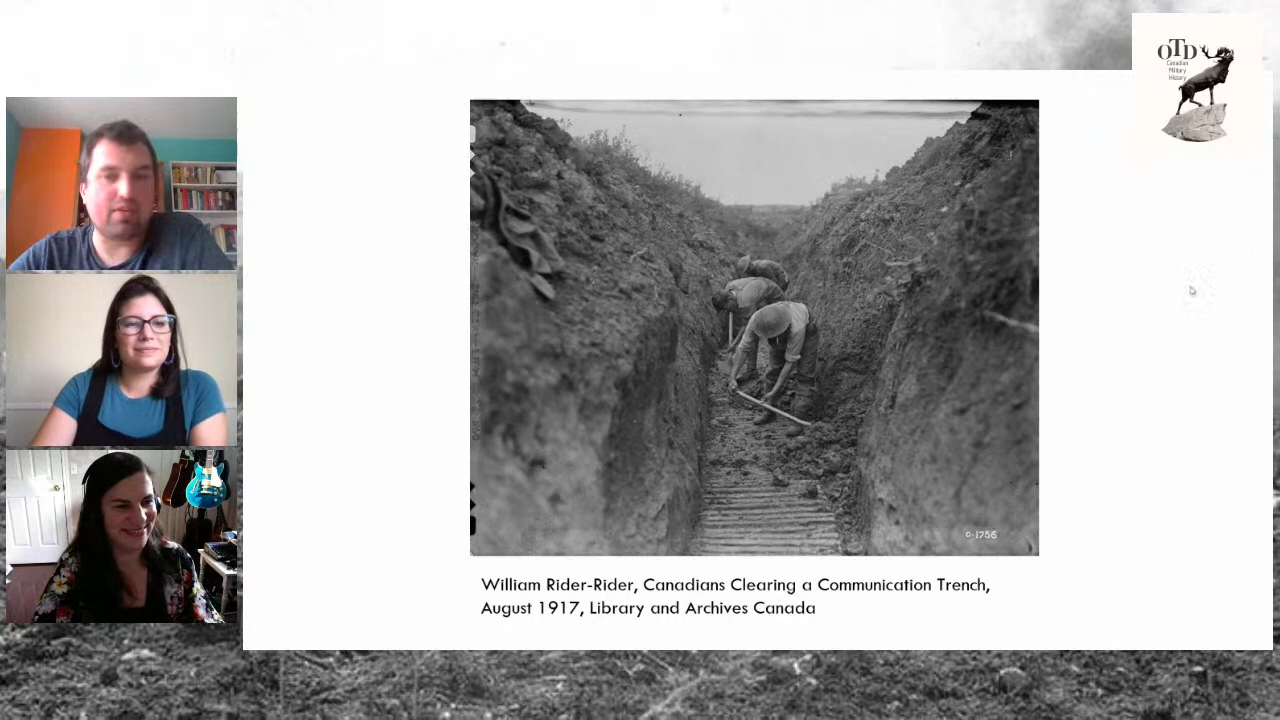 OTD
Canadian
Military
History
O-1756
William Rider-Rider, Canadians Clearing a Communication Trench,
August 1917, Library and Archives Canada